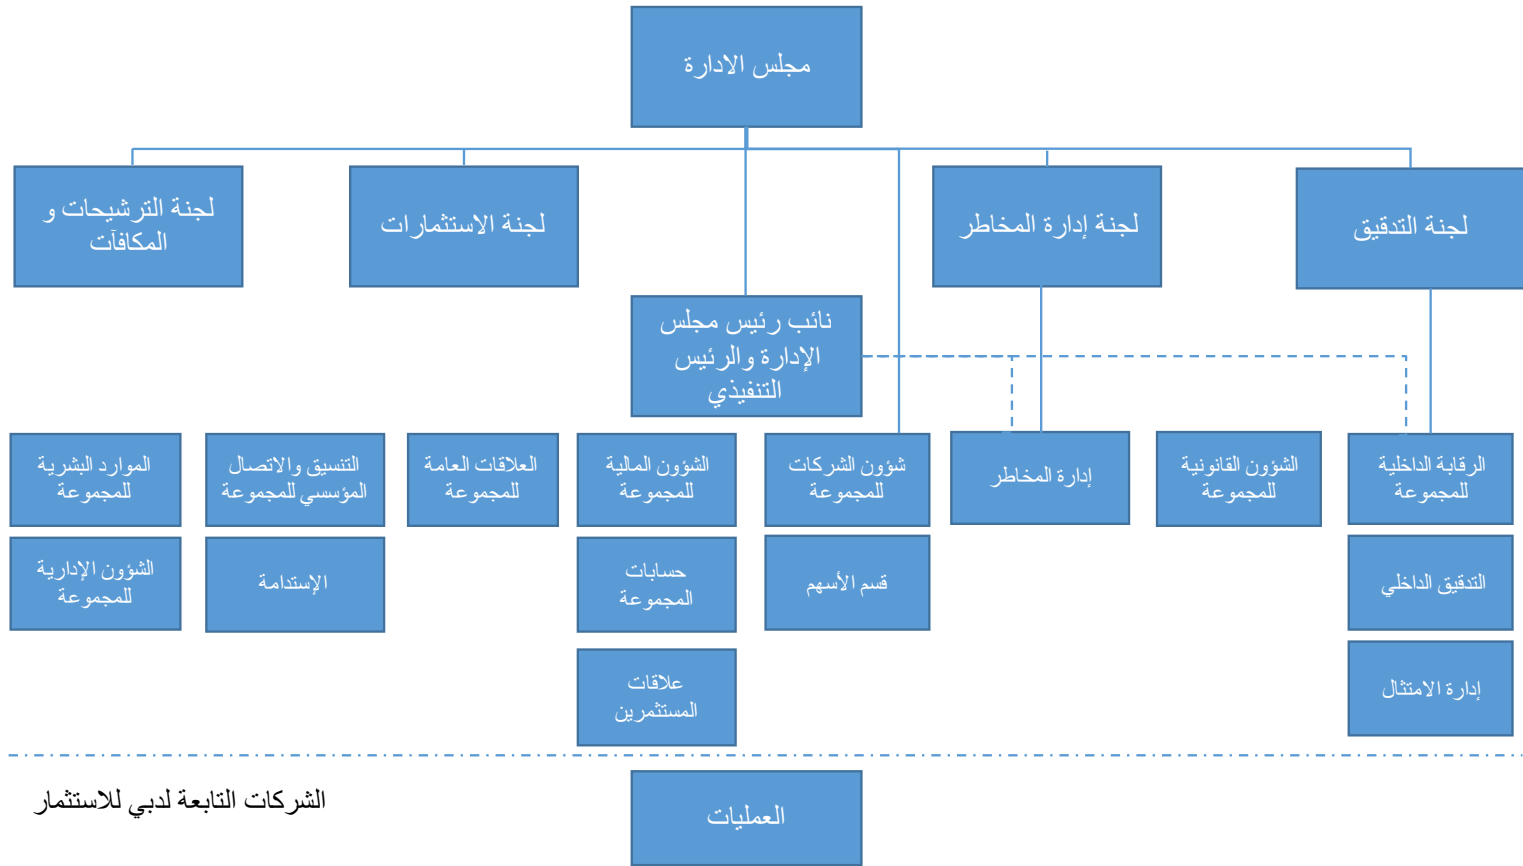 مجلس الادارة
لجنة التدقيق
لجنة إدارة المخاطر
لجنة الاستثمارات
لجنة الترشيحات و
المكافآت
نائب رئيس مجلس
الإدارة والرئيس
التنفيذي
الرقابة الداخلية
للمجموعة
الشؤون القانونية
للمجموعة
إدارة المخاطر
شؤون الشركات
للمجموعة
الشؤون المالية
للمجموعة
العلاقات العامة
للمجموعة
التنسيق والاتصال
المؤسسي للمجموعة
الموارد البشرية
للمجموعة
التدقيق الداخلي
قسم الأسهم
حسابات
المجموعة
الإستدامة
الشؤون الإدارية
للمجموعة
إدارة الامتثال
علاقات
المستثمرين
العمليات
الشركات التابعة لدبي للاستثمار